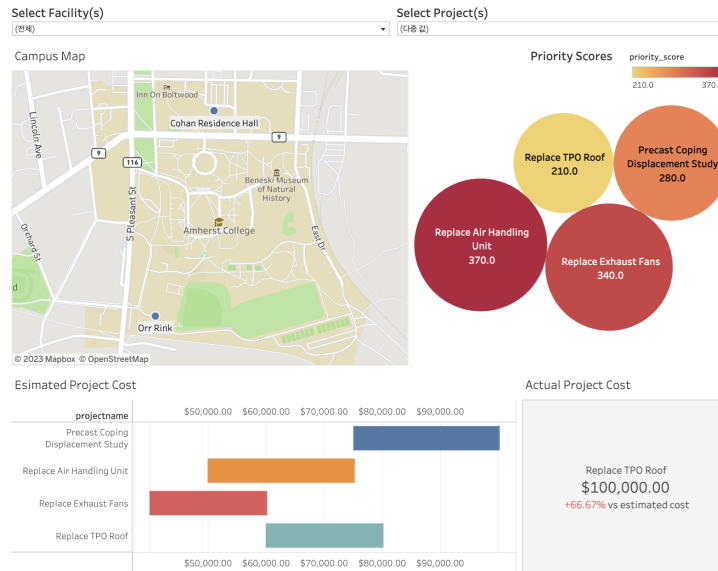 Select Facility(s)
Select Project(s)
(전체)
(다중 값)
Campus Map
Inn On Boltwood
Cohan Residence Hall
Lincoln Ave
9
9
116
Beneski Museum
of Natural
History
S Pleasant St
Amherst College
East Dr
Orchard St
d
Orr Rink
© 2023 Mapbox © OpenStreetMap
Priority Scores
priority_score
210.0
370.
Replace TPO Roof
210.0
Precast Coping
Displacement Study
280.0
Replace Air Handling
Unit
370.0
Replace Exhaust Fans
340.0
Esimated Project Cost
projectname
$50,000.00 $60,000.00 $70,000.00 $80,000.00 $90,000.00
Precast Coping
Displacement Study
Replace Air Handling Unit
Replace Exhaust Fans
Replace TPO Roof
$50,000.00 $60,000.00 $70,000.00 $80,000.00 $90,000.00
Actual Project Cost
Replace TPO Roof
$100,000.00
+66.67% vs estimated cost